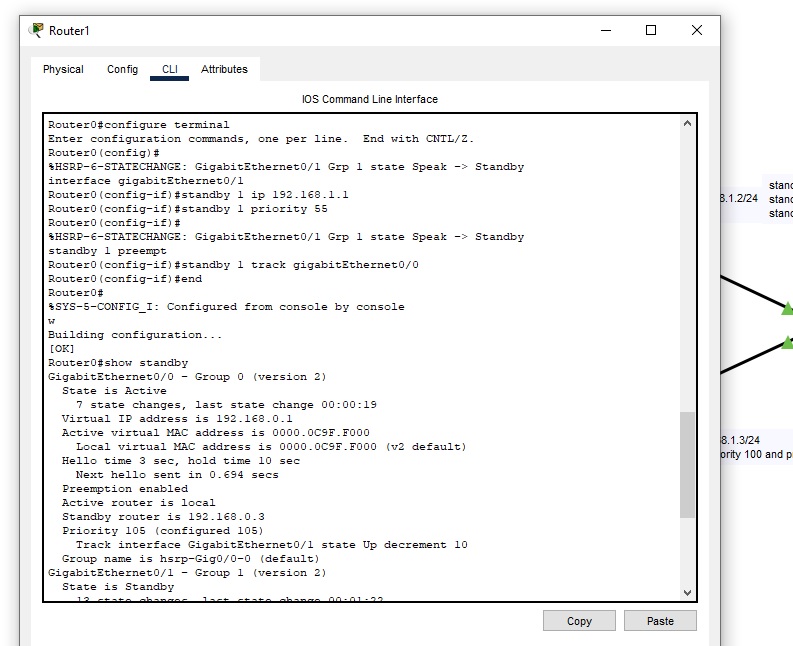 Router1
Physical Config CLI Attributes
IOS Command Line Interface
Router0#configure terminal
Enter configuration commands, one per line. End with CNTL/Z.
Router0(config)#
%HSRP-6-STATECHANGE: GigabitEthernet0/1 Grp 1 state Speak -> Standby
interface gigabitEthernet0/1
Router0(config-if)#standby 1 ip 192.168.1.1
Router0(config-if)#standby 1 priority 55
Router0(config-if)#
%HSRP-6-STATECHANGE: GigabitEthernet0/1 Grp 1 state Speak -> Standby
standby 1 preempt
Router0(config-if)#standby 1 track gigabitEthernet0/0
Router0(config-if)#end
Router0#
%SYS-5-CONFIG_I: Configured from console by console
w
Building configuration...
[OK]
Router0#show standby
GigabitEthernet0/0 - Group 0 (version 2)
State is Active
7 state changes, last state change 00:00:19
Virtual IP address is 192.168.0.1
Active virtual MAC address is 0000.0C9F.F000
Local virtual MAC address is 0000.0C9F.F000 (v2 default)
Hello time 3 sec, hold time 10 sec
Next hello sent in 0.694 secs
Preemption enabled
Active router is local
Standby router is 192.168.0.3
Priority 105 (configured 105)
Track interface GigabitEthernet0/1 state Up decrement 10
Group name is hsrp-Gig0/0-0 (default)
GigabitEthernet0/1 - Group 1 (version 2)
State is Standby
13 state changes, last state change 00:01:22
Copy Paste
8.1.2/24
stand
stand
stand
8.1.3/24
ority 100 and p